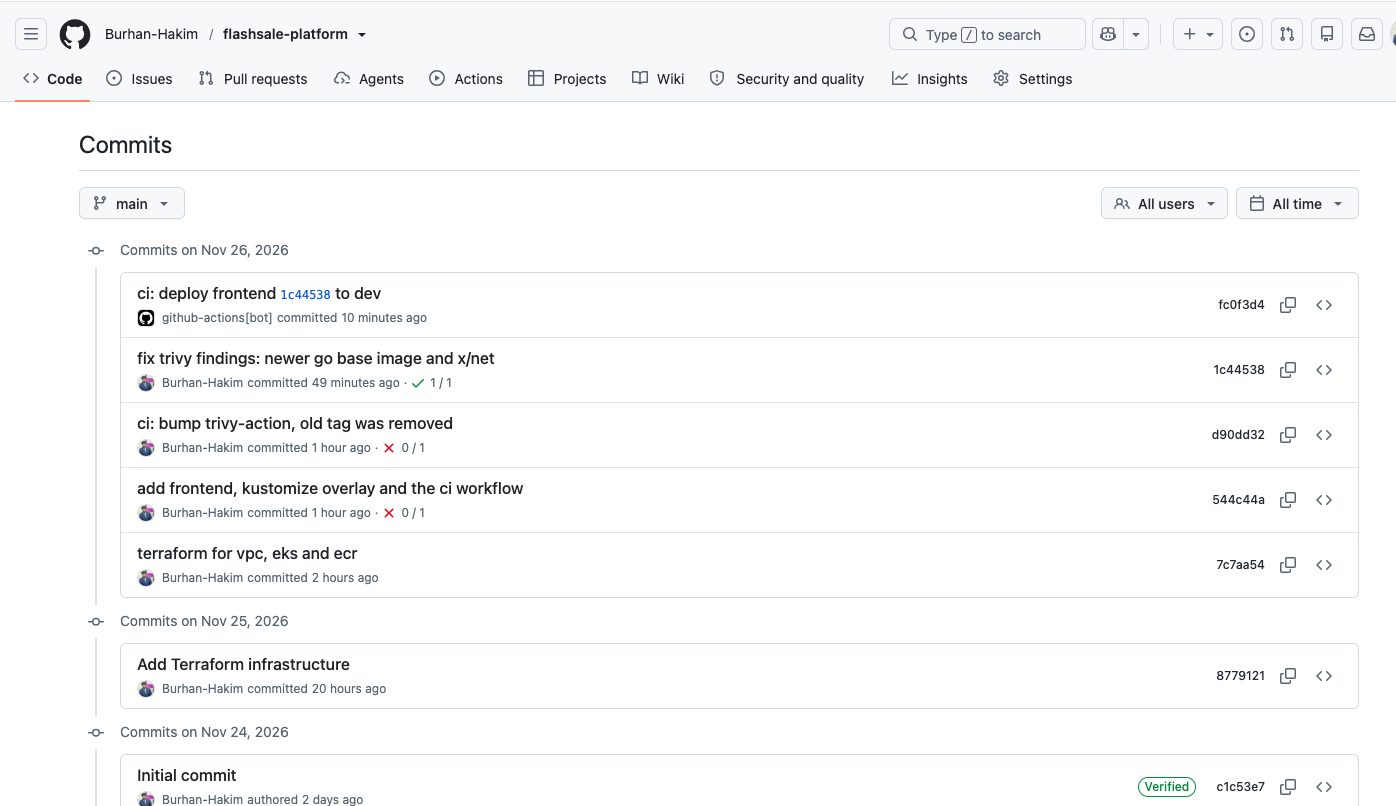 Burhan-Hakim / flashsale-platform
Type / to search
Code
Issues
Pull requests
Agents
Actions
Projects
Wiki
Security and quality
Insights
Settings
Commits
main
All users
All time
Commits on Nov 26, 2026
ci: deploy frontend 1c44538 to dev
github-actions[bot] committed 10 minutes ago
fc0f3d4
fix trivy findings: newer go base image and x/net
Burhan-Hakim committed 49 minutes ago · 1 / 1
1c44538
ci: bump trivy-action, old tag was removed
Burhan-Hakim committed 1 hour ago · 0 / 1
d90dd32
add frontend, kustomize overlay and the ci workflow
Burhan-Hakim committed 1 hour ago · 0 / 1
544c44a
terraform for vpc, eks and ecr
Burhan-Hakim committed 2 hours ago
7c7aa54
Commits on Nov 25, 2026
Add Terraform infrastructure
Burhan-Hakim committed 20 hours ago
8779121
Commits on Nov 24, 2026
Initial commit
Burhan-Hakim authored 2 days ago
Verified
c1c53e7